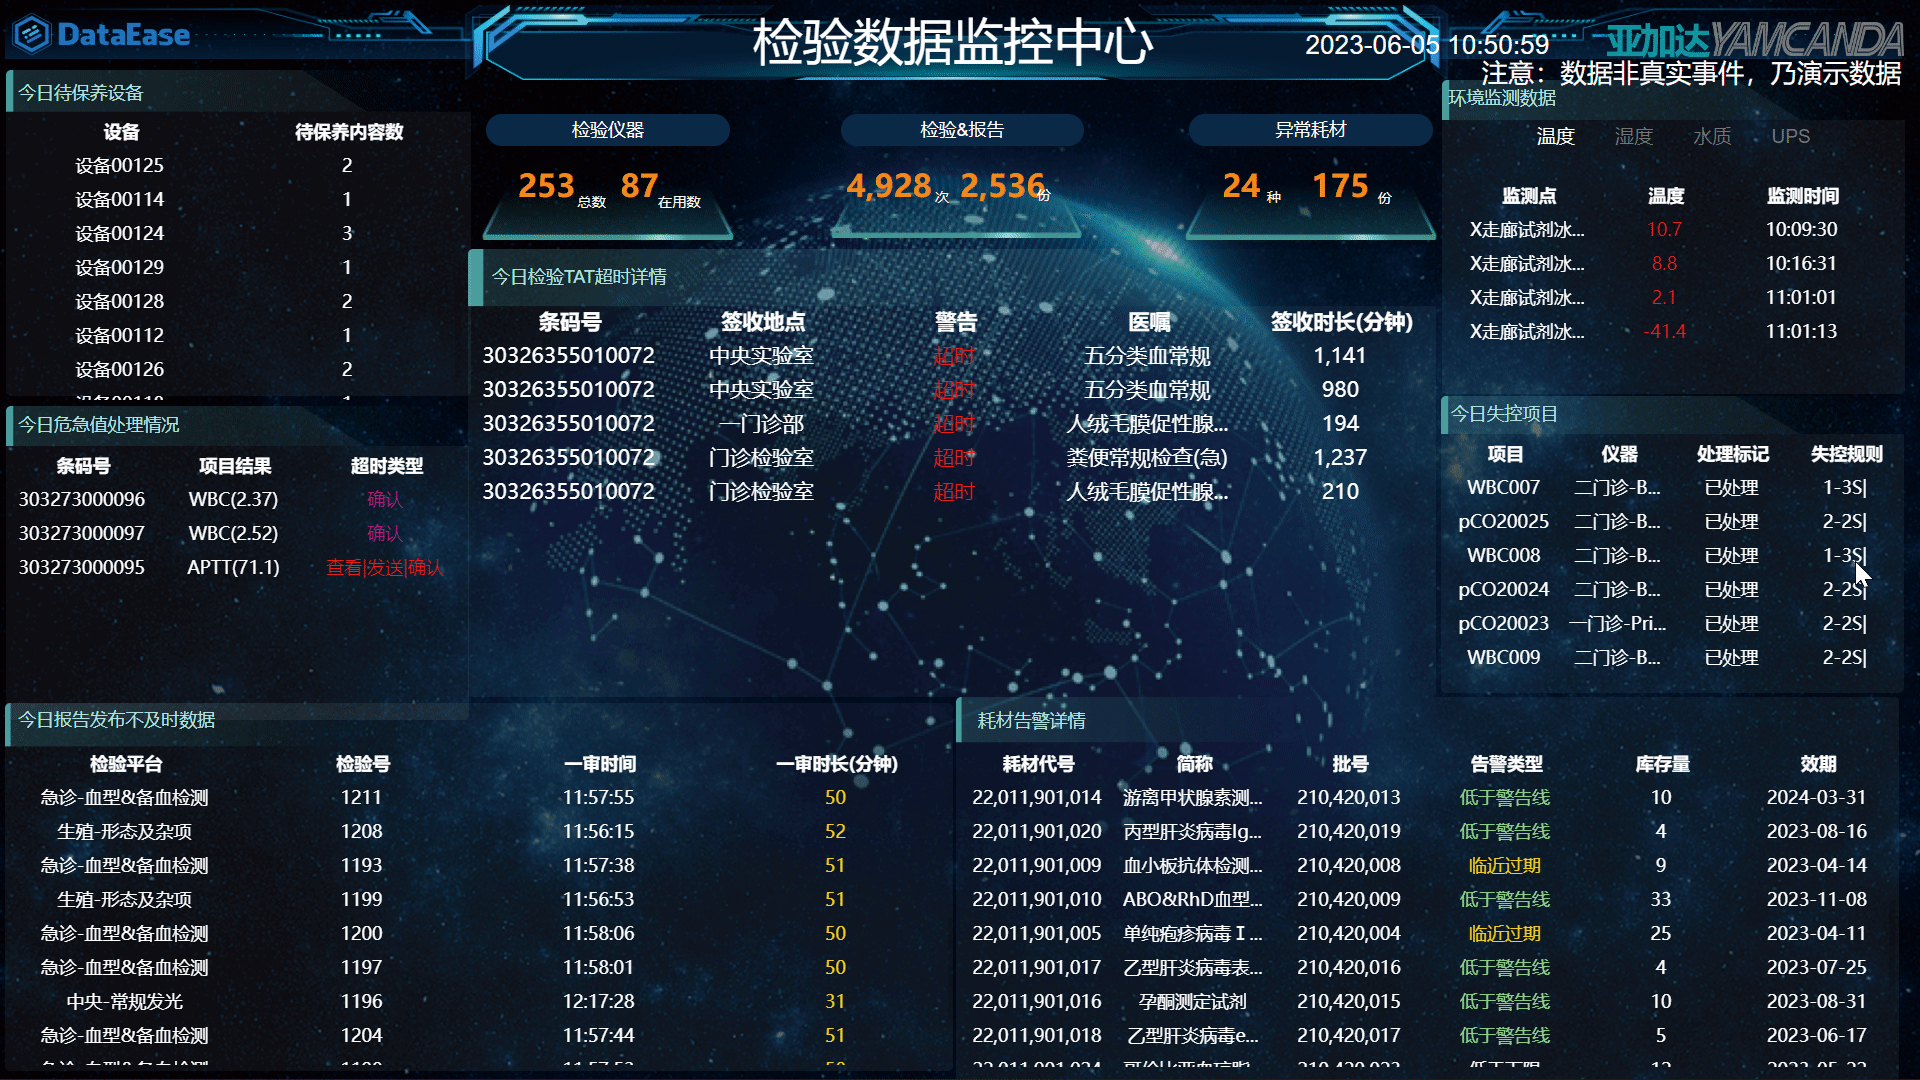 DataEase
检验数据监控中心
2023-06-05 10:50:59
亚加达YAMCANDA
注意：数据非真实事件，乃演示数据
今日待保养设备
设备 待保养内容数
设备00125 2
设备00114 1
设备00124 3
设备00129 1
设备00128 2
设备00112 1
设备00126 2
检验仪器
253 总数 87 在用数
检验&报告
4,928 次 2,536 份
异常耗材
24 种 175 份
环境监测数据
温度 湿度 水质 UPS
监测点 温度 监测时间
X走廊试剂冰... 10.7 10:09:30
X走廊试剂冰... 8.8 10:16:31
X走廊试剂冰... 2.1 11:01:01
X走廊试剂冰... -41.4 11:01:13
今日检验TAT超时详情
条码号 签收地点 警告 医嘱 签收时长(分钟)
30326355010072 中央实验室 超时 五分类血常规 1,141
30326355010072 中央实验室 超时 五分类血常规 980
30326355010072 一门诊部 超时 人绒毛膜促性腺... 194
30326355010072 门诊检验室 超时 粪便常规检查(急) 1,237
30326355010072 门诊检验室 超时 人绒毛膜促性腺... 210
今日危急值处理情况
条码号 项目结果 超时类型
303273000096 WBC(2.37) 确认
303273000097 WBC(2.52) 确认
303273000095 APTT(71.1) 查看|发送|确认
今日失控项目
项目 仪器 处理标记 失控规则
WBC007 二门诊-B... 已处理 1-3S|
pCO20025 二门诊-B... 已处理 2-2S|
WBC008 二门诊-B... 已处理 1-3S|
pCO20024 二门诊-B... 已处理 2-2S|
pCO20023 一门诊-Pri... 已处理 2-2S|
WBC009 二门诊-B... 已处理 2-2S|
今日报告发布不及时数据
检验平台 检验号 一审时间 一审时长(分钟)
急诊-血型&备血检测 1211 11:57:55 50
生殖-形态及杂项 1208 11:56:15 52
急诊-血型&备血检测 1193 11:57:38 51
生殖-形态及杂项 1199 11:56:53 51
急诊-血型&备血检测 1200 11:58:06 50
急诊-血型&备血检测 1197 11:58:01 50
中央-常规发光 1196 12:17:28 31
急诊-血型&备血检测 1204 11:57:44 51
耗材告警详情
耗材代号 简称 批号 告警类型 库存量 效期
22,011,901,014 游离甲状腺素测... 210,420,013 低于警告线 10 2024-03-31
22,011,901,020 丙型肝炎病毒Ig... 210,420,019 低于警告线 4 2023-08-16
22,011,901,009 血小板抗体检测... 210,420,008 临近过期 9 2023-04-14
22,011,901,010 ABO&RhD血型... 210,420,009 低于警告线 33 2023-11-08
22,011,901,005 单纯疱疹病毒Ⅰ... 210,420,004 临近过期 25 2023-04-11
22,011,901,017 乙型肝炎病毒表... 210,420,016 低于警告线 4 2023-07-25
22,011,901,016 孕酮测定试剂 210,420,015 低于警告线 10 2023-08-31
22,011,901,018 乙型肝炎病毒e... 210,420,017 低于警告线 5 2023-06-17